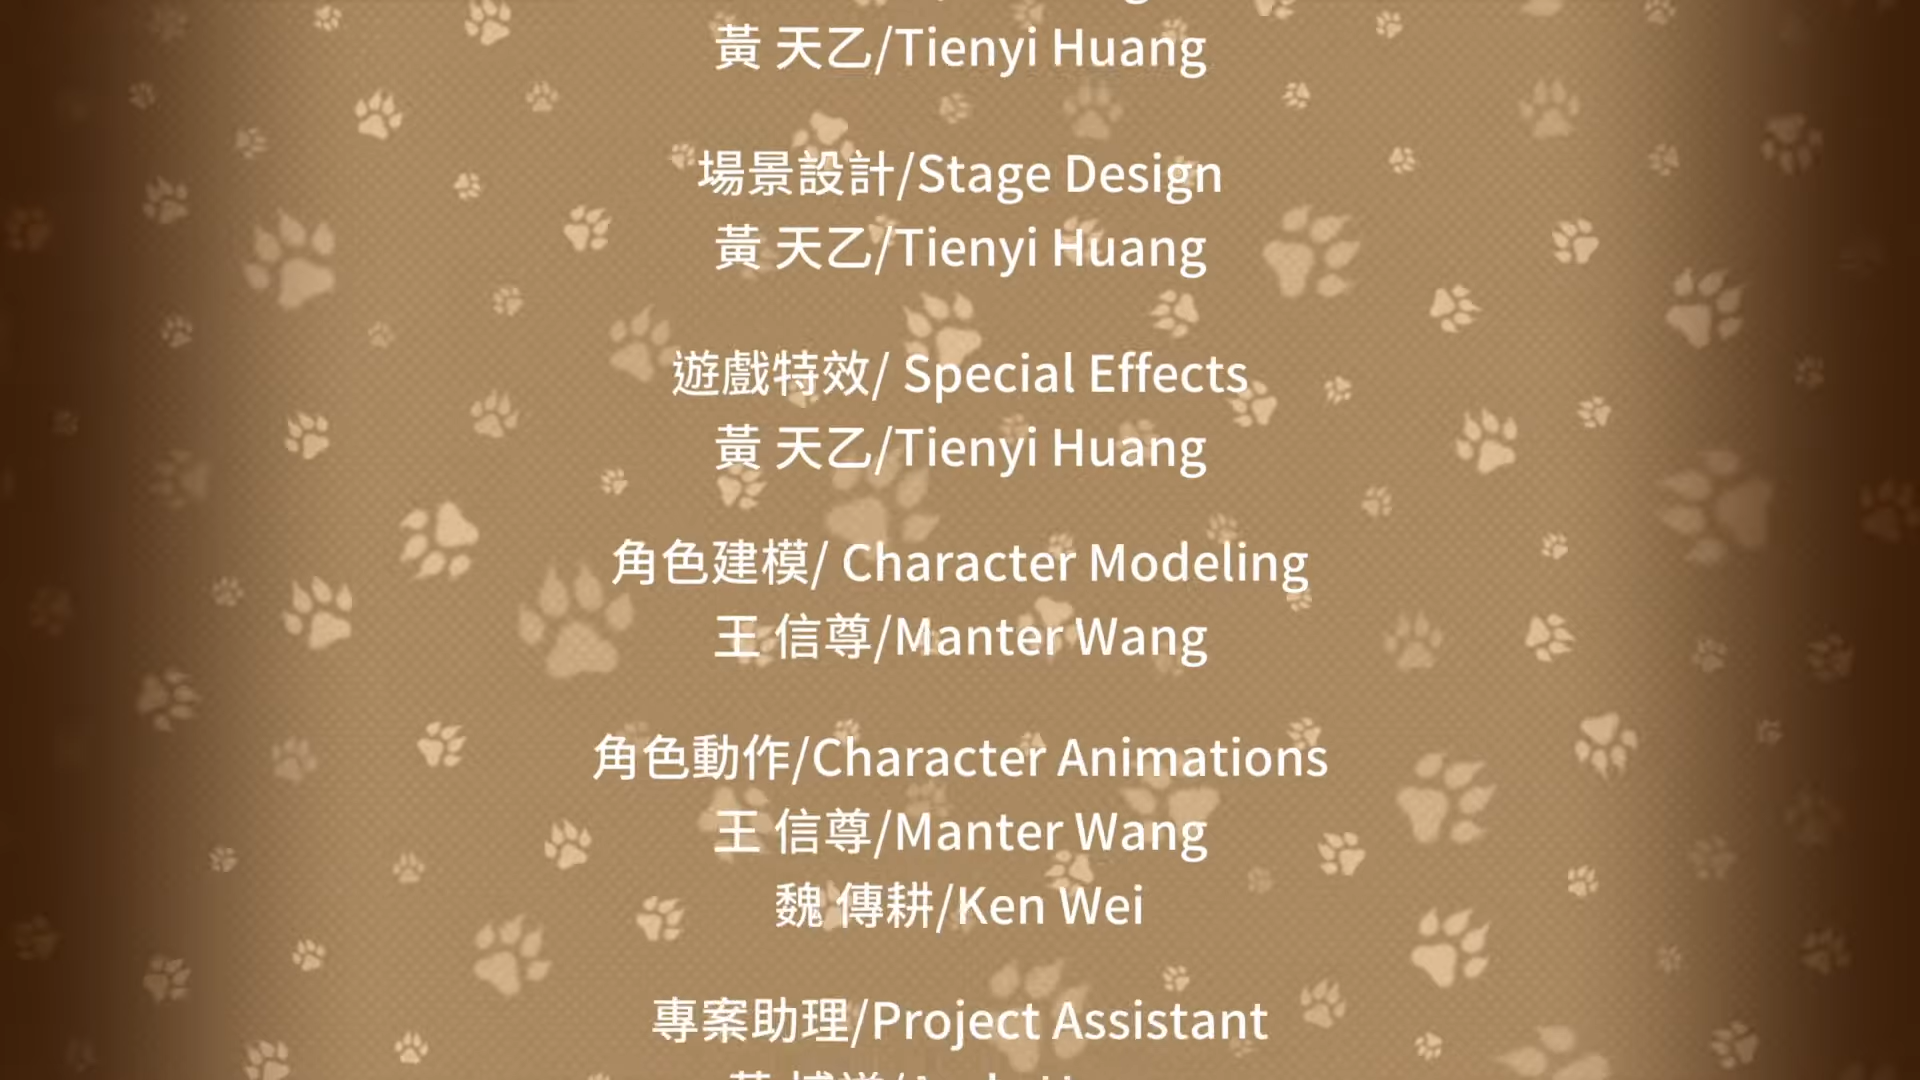 黃 天乙/Tienyi Huang
場景設計/Stage Design
黃 天乙/Tienyi Huang
遊戲特效/ Special Effects
黃 天乙/Tienyi Huang
角色建模/ Character Modeling
王 信尊/Manter Wang
角色動作/Character Animations
王 信尊/Manter Wang
魏 傳耕/Ken Wei
專案助理/Project Assistant